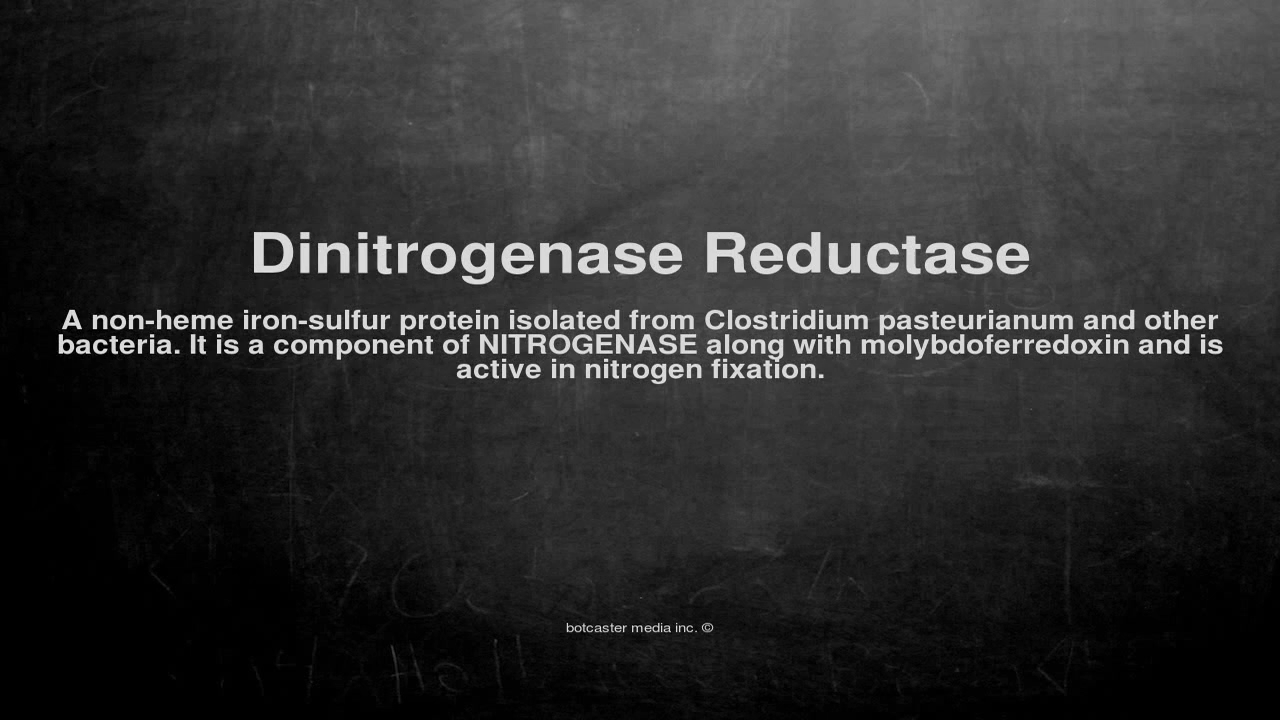 Dinitrogenase Reductase
A non-heme iron-sulfur protein isolated from Clostridium pasteurianum and other
bacteria. It is a component of NITROGENASE along with molybdoferredoxin and is
active in nitrogen fixation.
botcaster media inc. ©